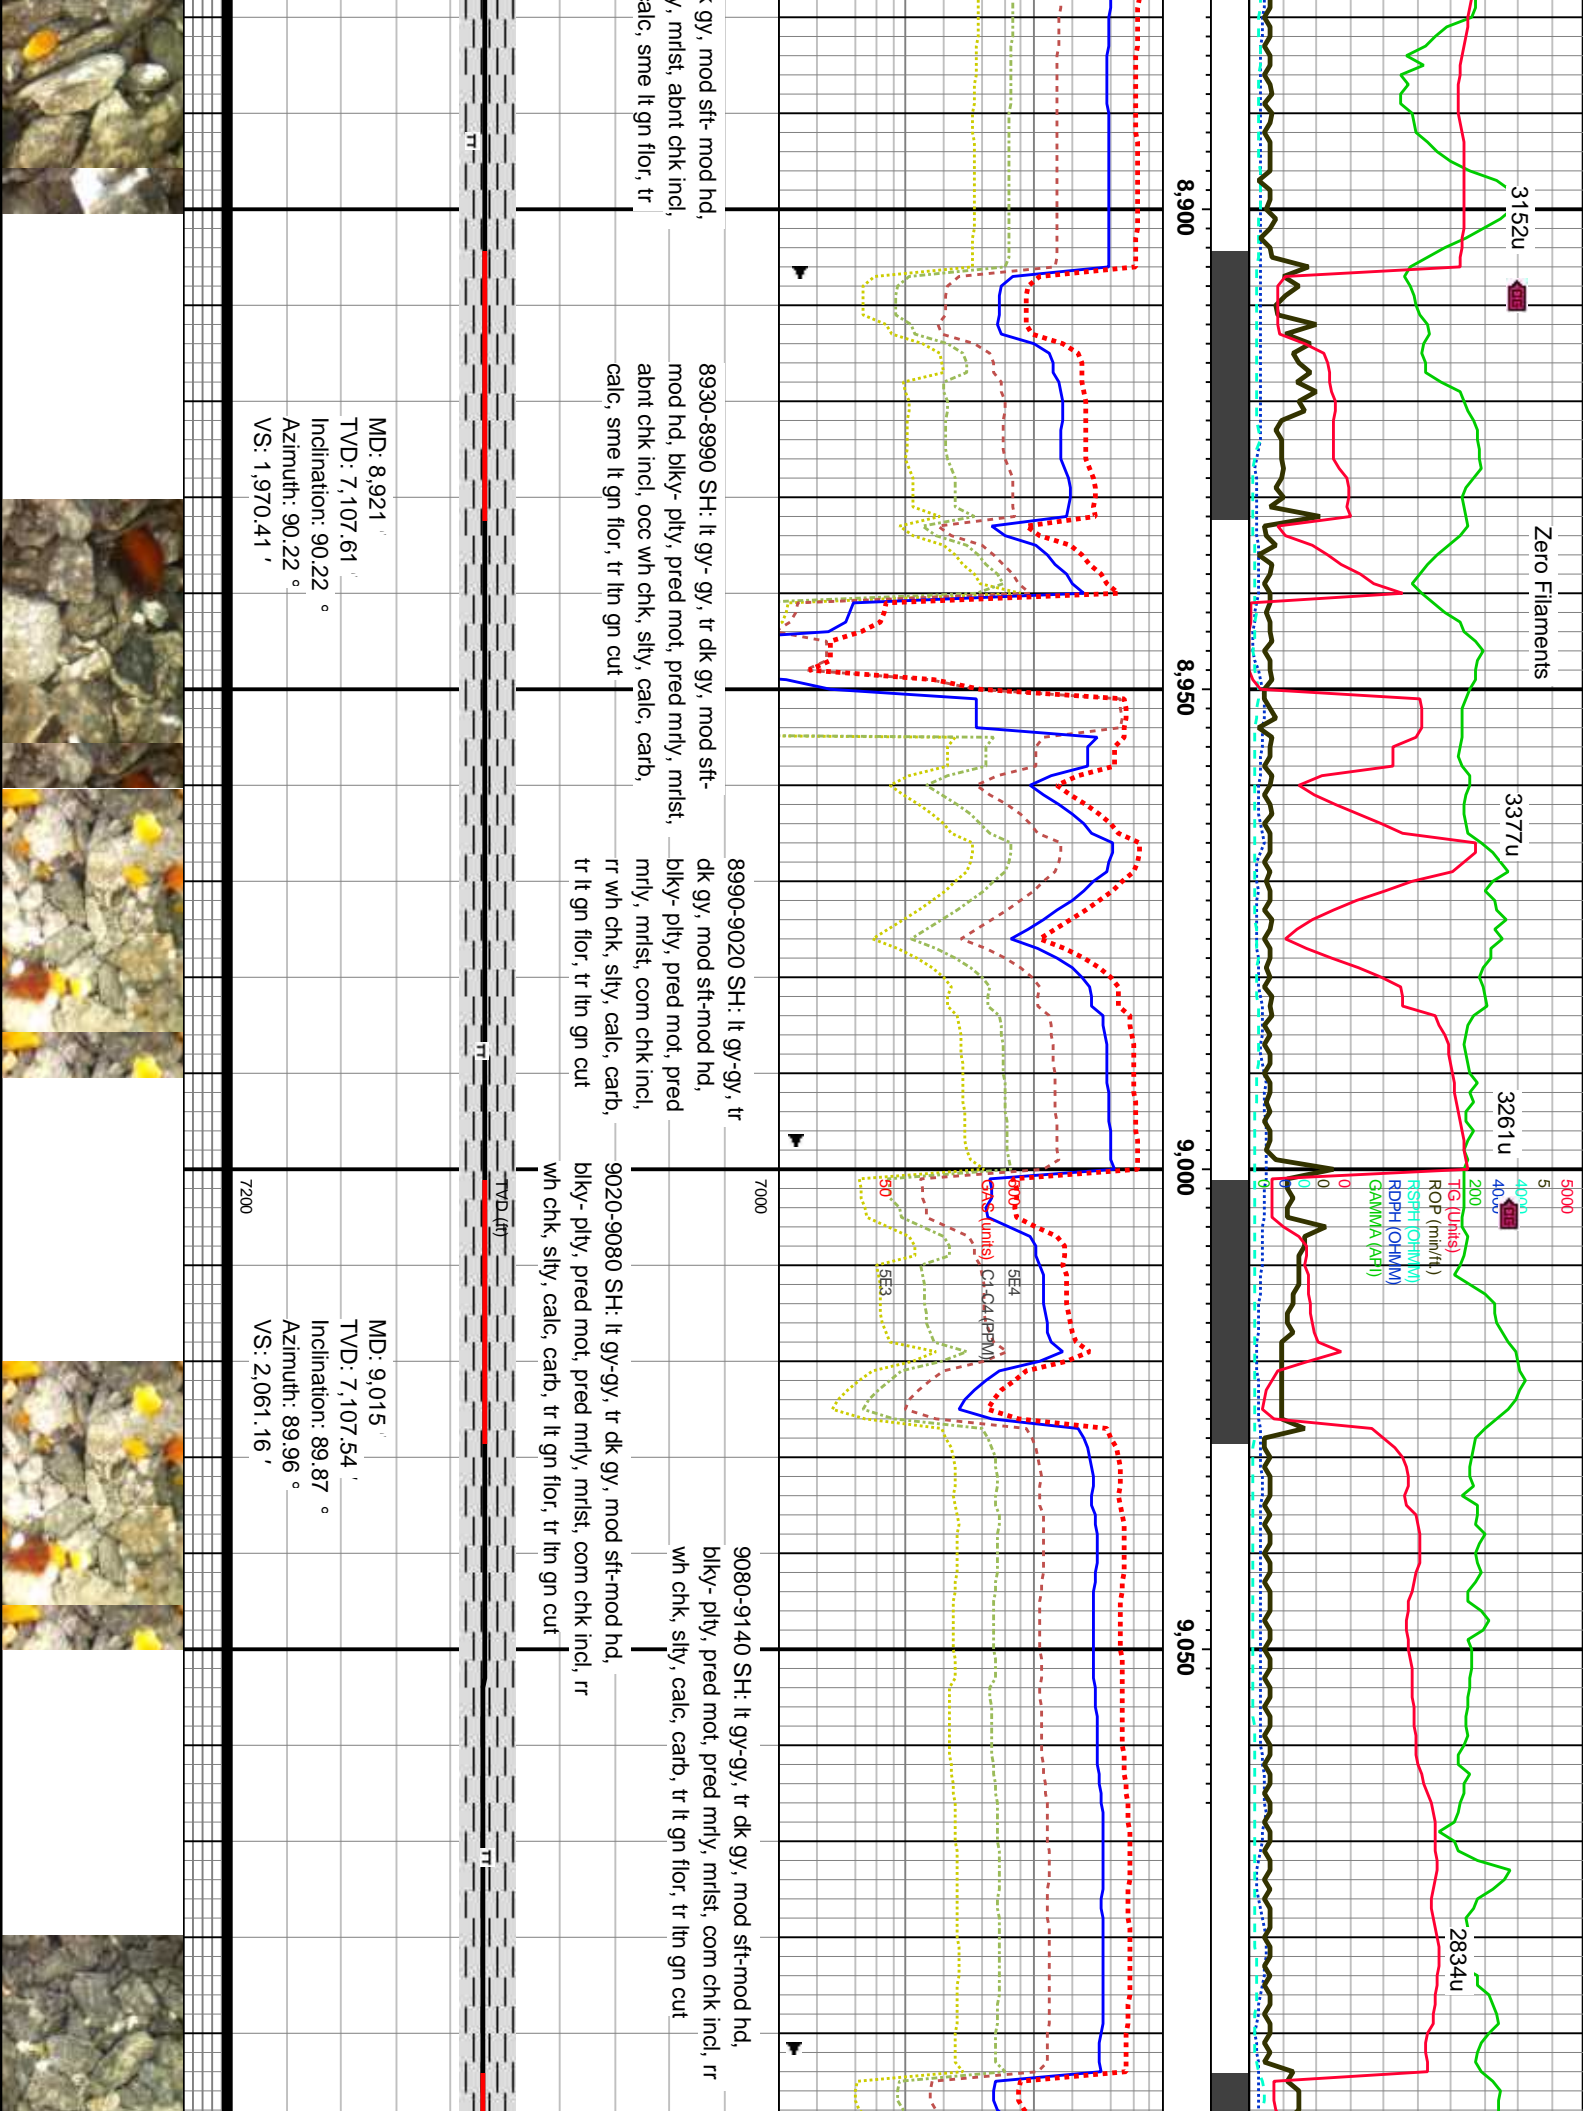 3152u
Zero Filaments
3377u
3261u
2834u
5000
5
4000
4000
200
TG (Units)
ROP (min/ft)
RSPH (OHMM)
RDPH (OHMM)
GAMMA (API)
8,900
8,950
9,000
9,050
500
50
GAS (units)
C1-C4 (PPM)
5E4
5E3
k gy, mod sft- mod hd,
y, mrlst, abnt chk incl,
alc, sme lt gn flor, tr
8930-8990 SH: lt gy- gy, tr dk gy, mod sft-
mod hd, blky- plty, pred mot, pred mrly, mrlst,
abnt chk incl, occ wh chk, slty, calc, carb,
calc, sme lt gn flor, tr ltn gn cut
8990-9020 SH: lt gy-gy, tr
dk gy, mod sft-mod hd,
blky- plty, pred mot, pred
mrly, mrlst, com chk incl,
rr wh chk, slty, calc, carb,
tr lt gn flor, tr ltn gn cut
9020-9080 SH: lt gy-gy, tr dk gy, mod sft-mod hd,
blky- plty, pred mot, pred mrly, mrlst, com chk incl, rr
wh chk, slty, calc, carb, tr lt gn flor, tr ltn gn cut
9080-9140 SH: lt gy-gy, tr dk gy, mod sft-mod hd,
blky- plty, pred mot, pred mrly, mrlst, com chk incl, rr
wh chk, slty, calc, carb, tr lt gn flor, tr ltn gn cut
7000
TVD (ft)
7200
MD: 8,921 '
TVD: 7,107.61 '
Inclination: 90.22 °
Azimuth: 90.22 °
VS: 1,970.41 '
MD: 9,015 '
TVD: 7,107.54 '
Inclination: 89.87 °
Azimuth: 89.96 °
VS: 2,061.16 '